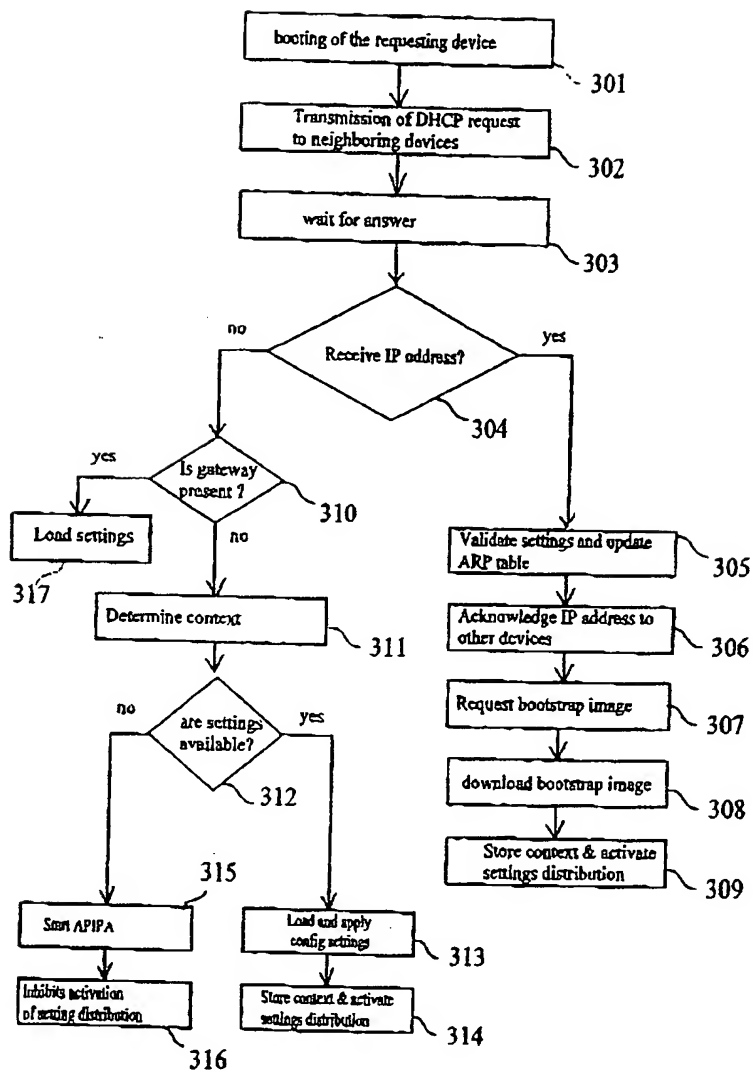 booting of the requesting device
301
Transmission of DHCP request
to neighboring devices
302
wait for answer
303
no
yes
Receive IP address?
304
yes
Is gateway
present ?
310
Load settings
317
no
Validate settings and update
ARP table
305
Determine context
311
Acknowledge IP address to
other devices
306
no
are settings
available?
yes
312
Request bootstrap image
307
download bootstrap image
308
Store context & activate
settings distribution
309
315
Start APIPA
Load and apply
config settings
313
Inhibits activation
of setting distribution
316
Store context & activate
settings distribution
314